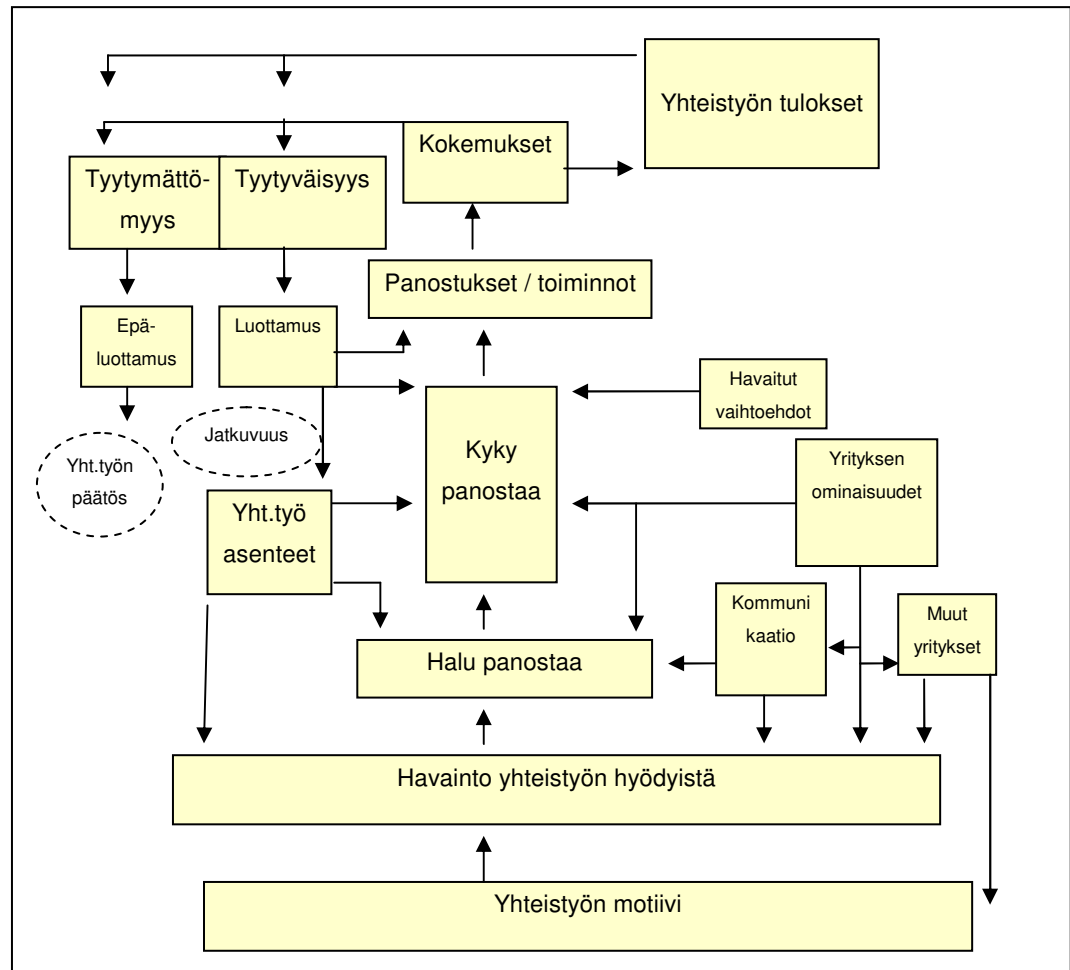 Yhteistyön tulokset
Kokemukset
Tyytymättö-
myys
Tyytyväisyys
Panostukset / toiminnot
Epä-
luottamus
Luottamus
Havaitut
vaihtoehdot
Jatkuvuus
Yht.työn
päätös
Kyky
panostaa
Yrityksen
ominaisuudet
Yht.työ
asenteet
Kommuni
kaatio
Muut
yritykset
Halu panostaa
Havainto yhteistyön hyödyistä
Yhteistyön motiivi